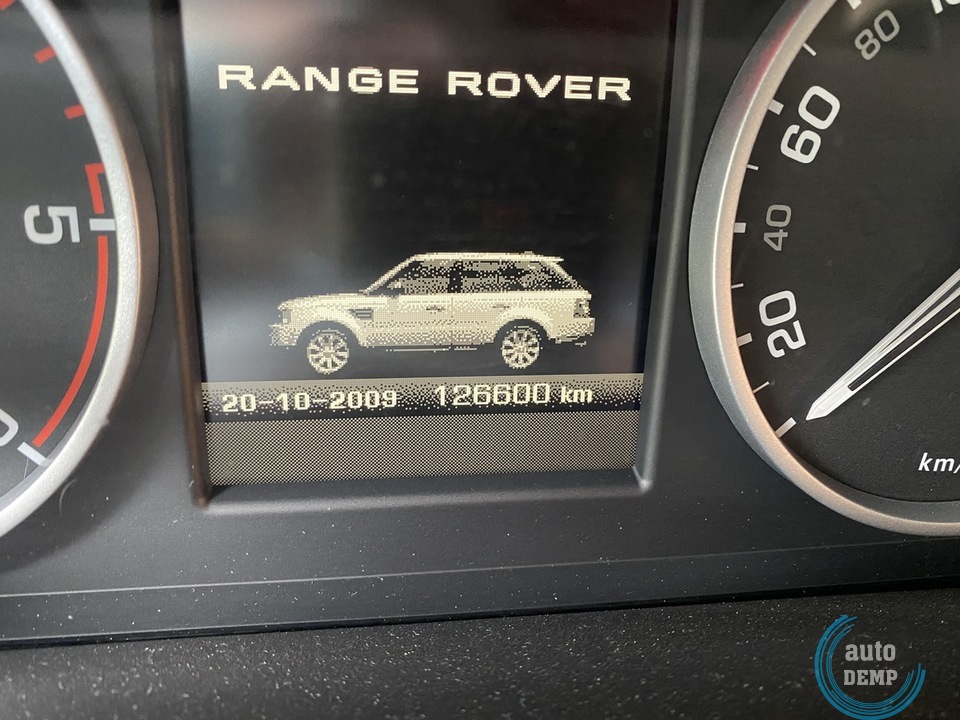 RANGE ROVER
20-10-2009 126600 km
5
80
60
40
20
km/
auto
DEMP